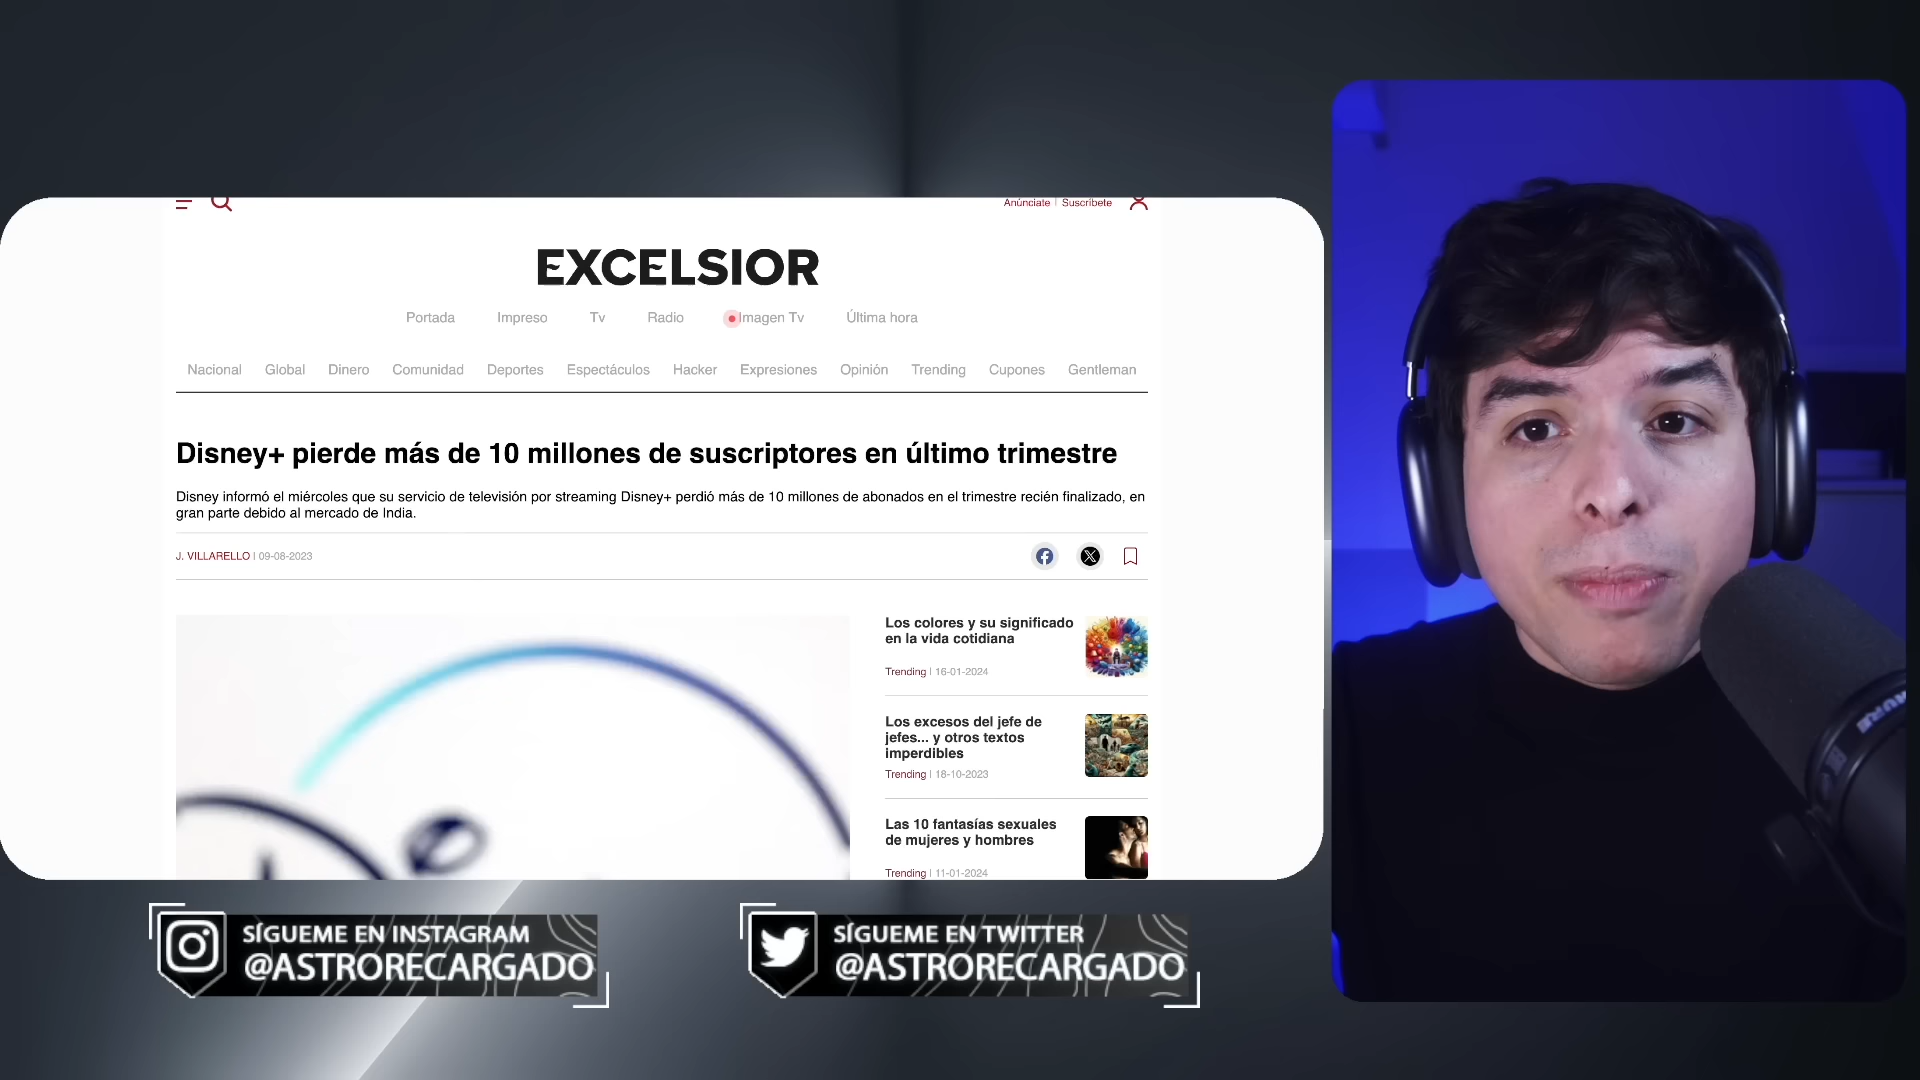 Anúnciate | Suscríbete
EXCELSIOR
Portada Impreso Tv Radio Imagen Tv Última hora
Nacional Global Dinero Comunidad Deportes Espectáculos Hacker Expresiones Opinión Trending Cupones Gentleman
Disney+ pierde más de 10 millones de suscriptores en último trimestre
Disney informó el miércoles que su servicio de televisión por streaming Disney+ perdió más de 10 millones de abonados en el trimestre recién finalizado, en
gran parte debido al mercado de India.
J. VILLARELLO | 09-08-2023
Los colores y su significado
en la vida cotidiana
Trending | 16-01-2024
Los excesos del jefe de
jefes... y otros textos
imperdibles
Trending | 18-10-2023
Las 10 fantasías sexuales
de mujeres y hombres
Trending | 11-01-2024
SÍGUEME EN INSTAGRAM
@ASTRORECARGADO
SÍGUEME EN TWITTER
@ASTRORECARGADO
SHURE